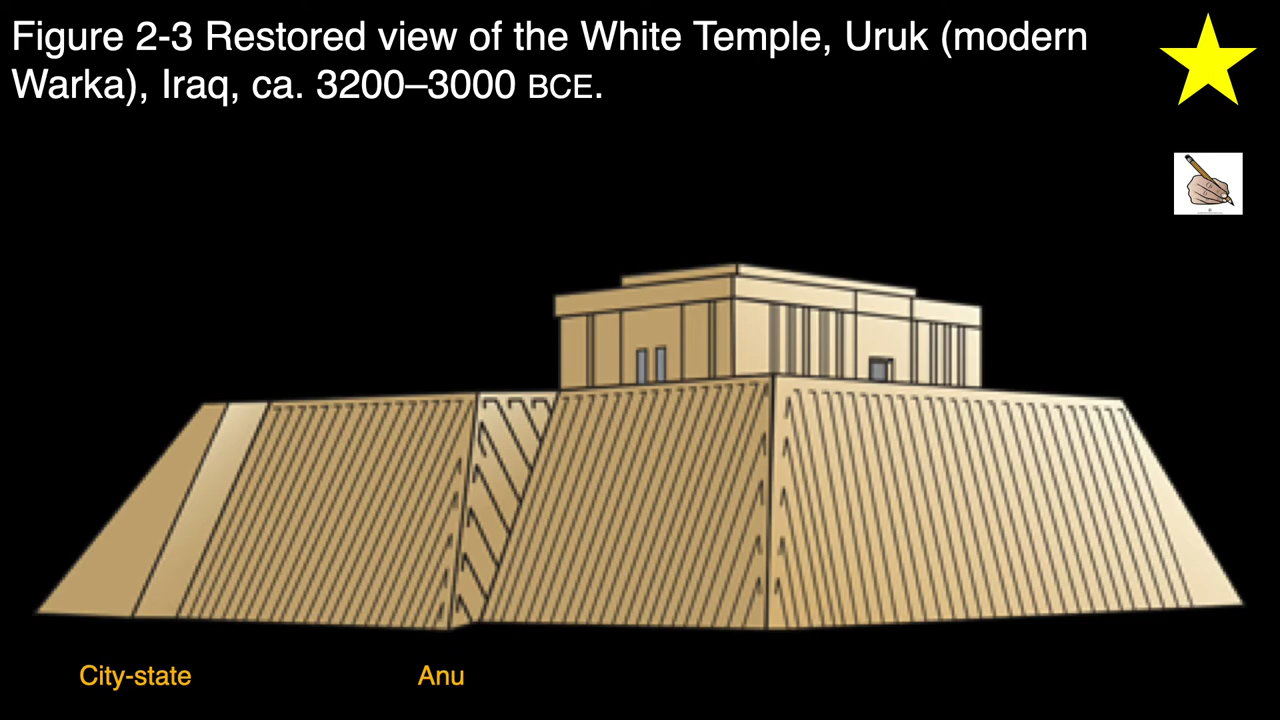 Figure 2-3 Restored view of the White Temple, Uruk (modern
Warka), Iraq, ca. 3200–3000 BCE.
City-state
Anu